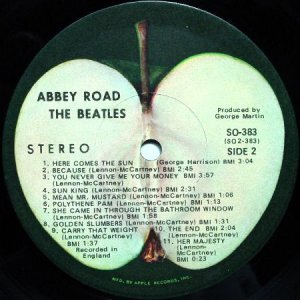 ABBEY ROAD
THE BEATLES
Produced by
George Martin
STEREO
SO-383
(SO2-383)
SIDE 2
1. HERE COMES THE SUN (George Harrison) BMI 3:04
2. BECAUSE (Lennon-McCartney) BMI 2:45
3. YOU NEVER GIVE ME YOUR MONEY BMI 3:57
(Lennon-McCartney)
4. SUN KING (Lennon-McCartney) BMI 2:31
5. MEAN MR. MUSTARD (Lennon-McCartney) BMI 1:06
6. POLYTHENE PAM (Lennon-McCartney) BMI 1:13
7. SHE CAME IN THROUGH THE BATHROOM WINDOW
(Lennon-McCartney) BMI 1:58
8. GOLDEN SLUMBERS (Lennon-McCartney) BMI 1:31
9. CARRY THAT WEIGHT
(Lennon-McCartney)
BMI 1:37
10. THE END BMI 2:04
(Lennon-McCartney)
11. HER MAJESTY
(Lennon-McCartney)
BMI 0:23
Recorded in
England
MFD. BY APPLE RECORDS, INC.